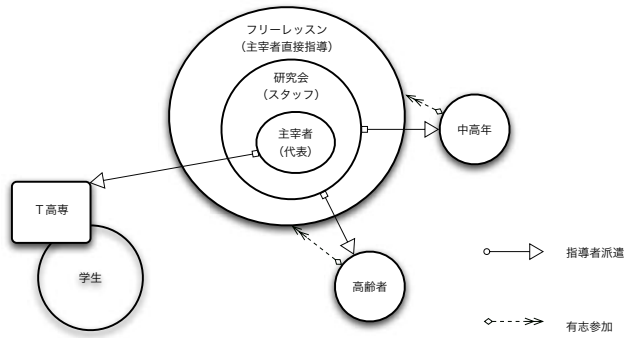 フリーレッスン
（主宰者直接指導）
研究会
（スタッフ）
主宰者
（代表）
中高年
T高専
学生
高齢者
指導者派遣
有志参加